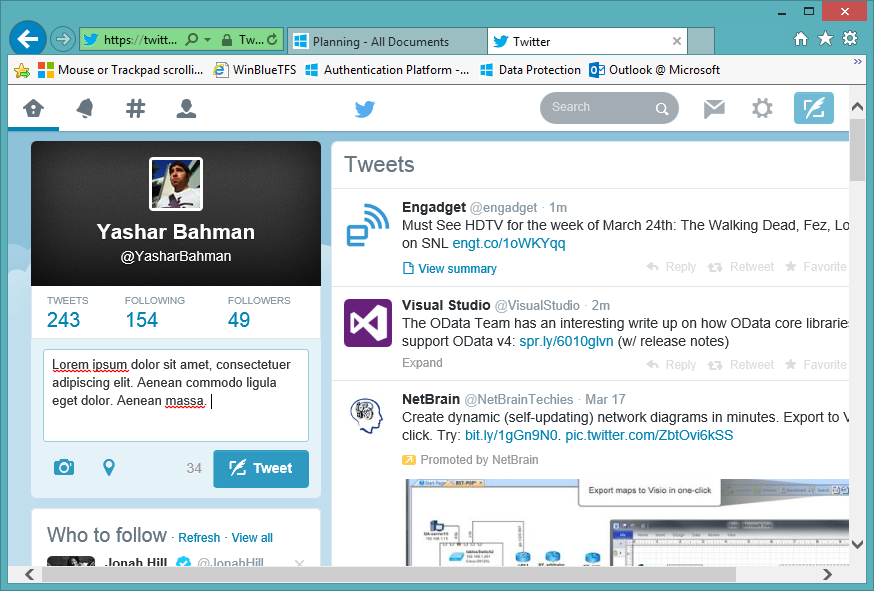 https://twitt...
Tw...
Planning - All Documents
Twitter
Mouse or Trackpad scrolli...
WinBlueTFS
Authentication Platform -...
Data Protection
Outlook @ Microsoft
Search
Yashar Bahman
@YasharBahman
TWEETS FOLLOWING FOLLOWERS
243 154 49
Lorem ipsum dolor sit amet, consectetuer
adipiscing elit. Aenean commodo ligula
eget dolor. Aenean massa.
34 Tweet
Who to follow · Refresh · View all
Jonah Hill @JonahHill
Tweets
Engadget @engadget · 1m
Must See HDTV for the week of March 24th: The Walking Dead, Fez, Lo
on SNL engt.co/1oWKYqq
View summary
Reply Retweet Favorite
Visual Studio @VisualStudio · 2m
The OData Team has an interesting write up on how OData core libraries
support OData v4: spr.ly/6010glvn (w/ release notes)
Expand
Reply Retweet Favorite
NetBrain @NetBrainTechies · Mar 17
Create dynamic (self-updating) network diagrams in minutes. Export to V
click. Try: bit.ly/1gGn9N0. pic.twitter.com/ZbtOvi6kSS
Promoted by NetBrain
Start Page
Export maps to Visio in one-click